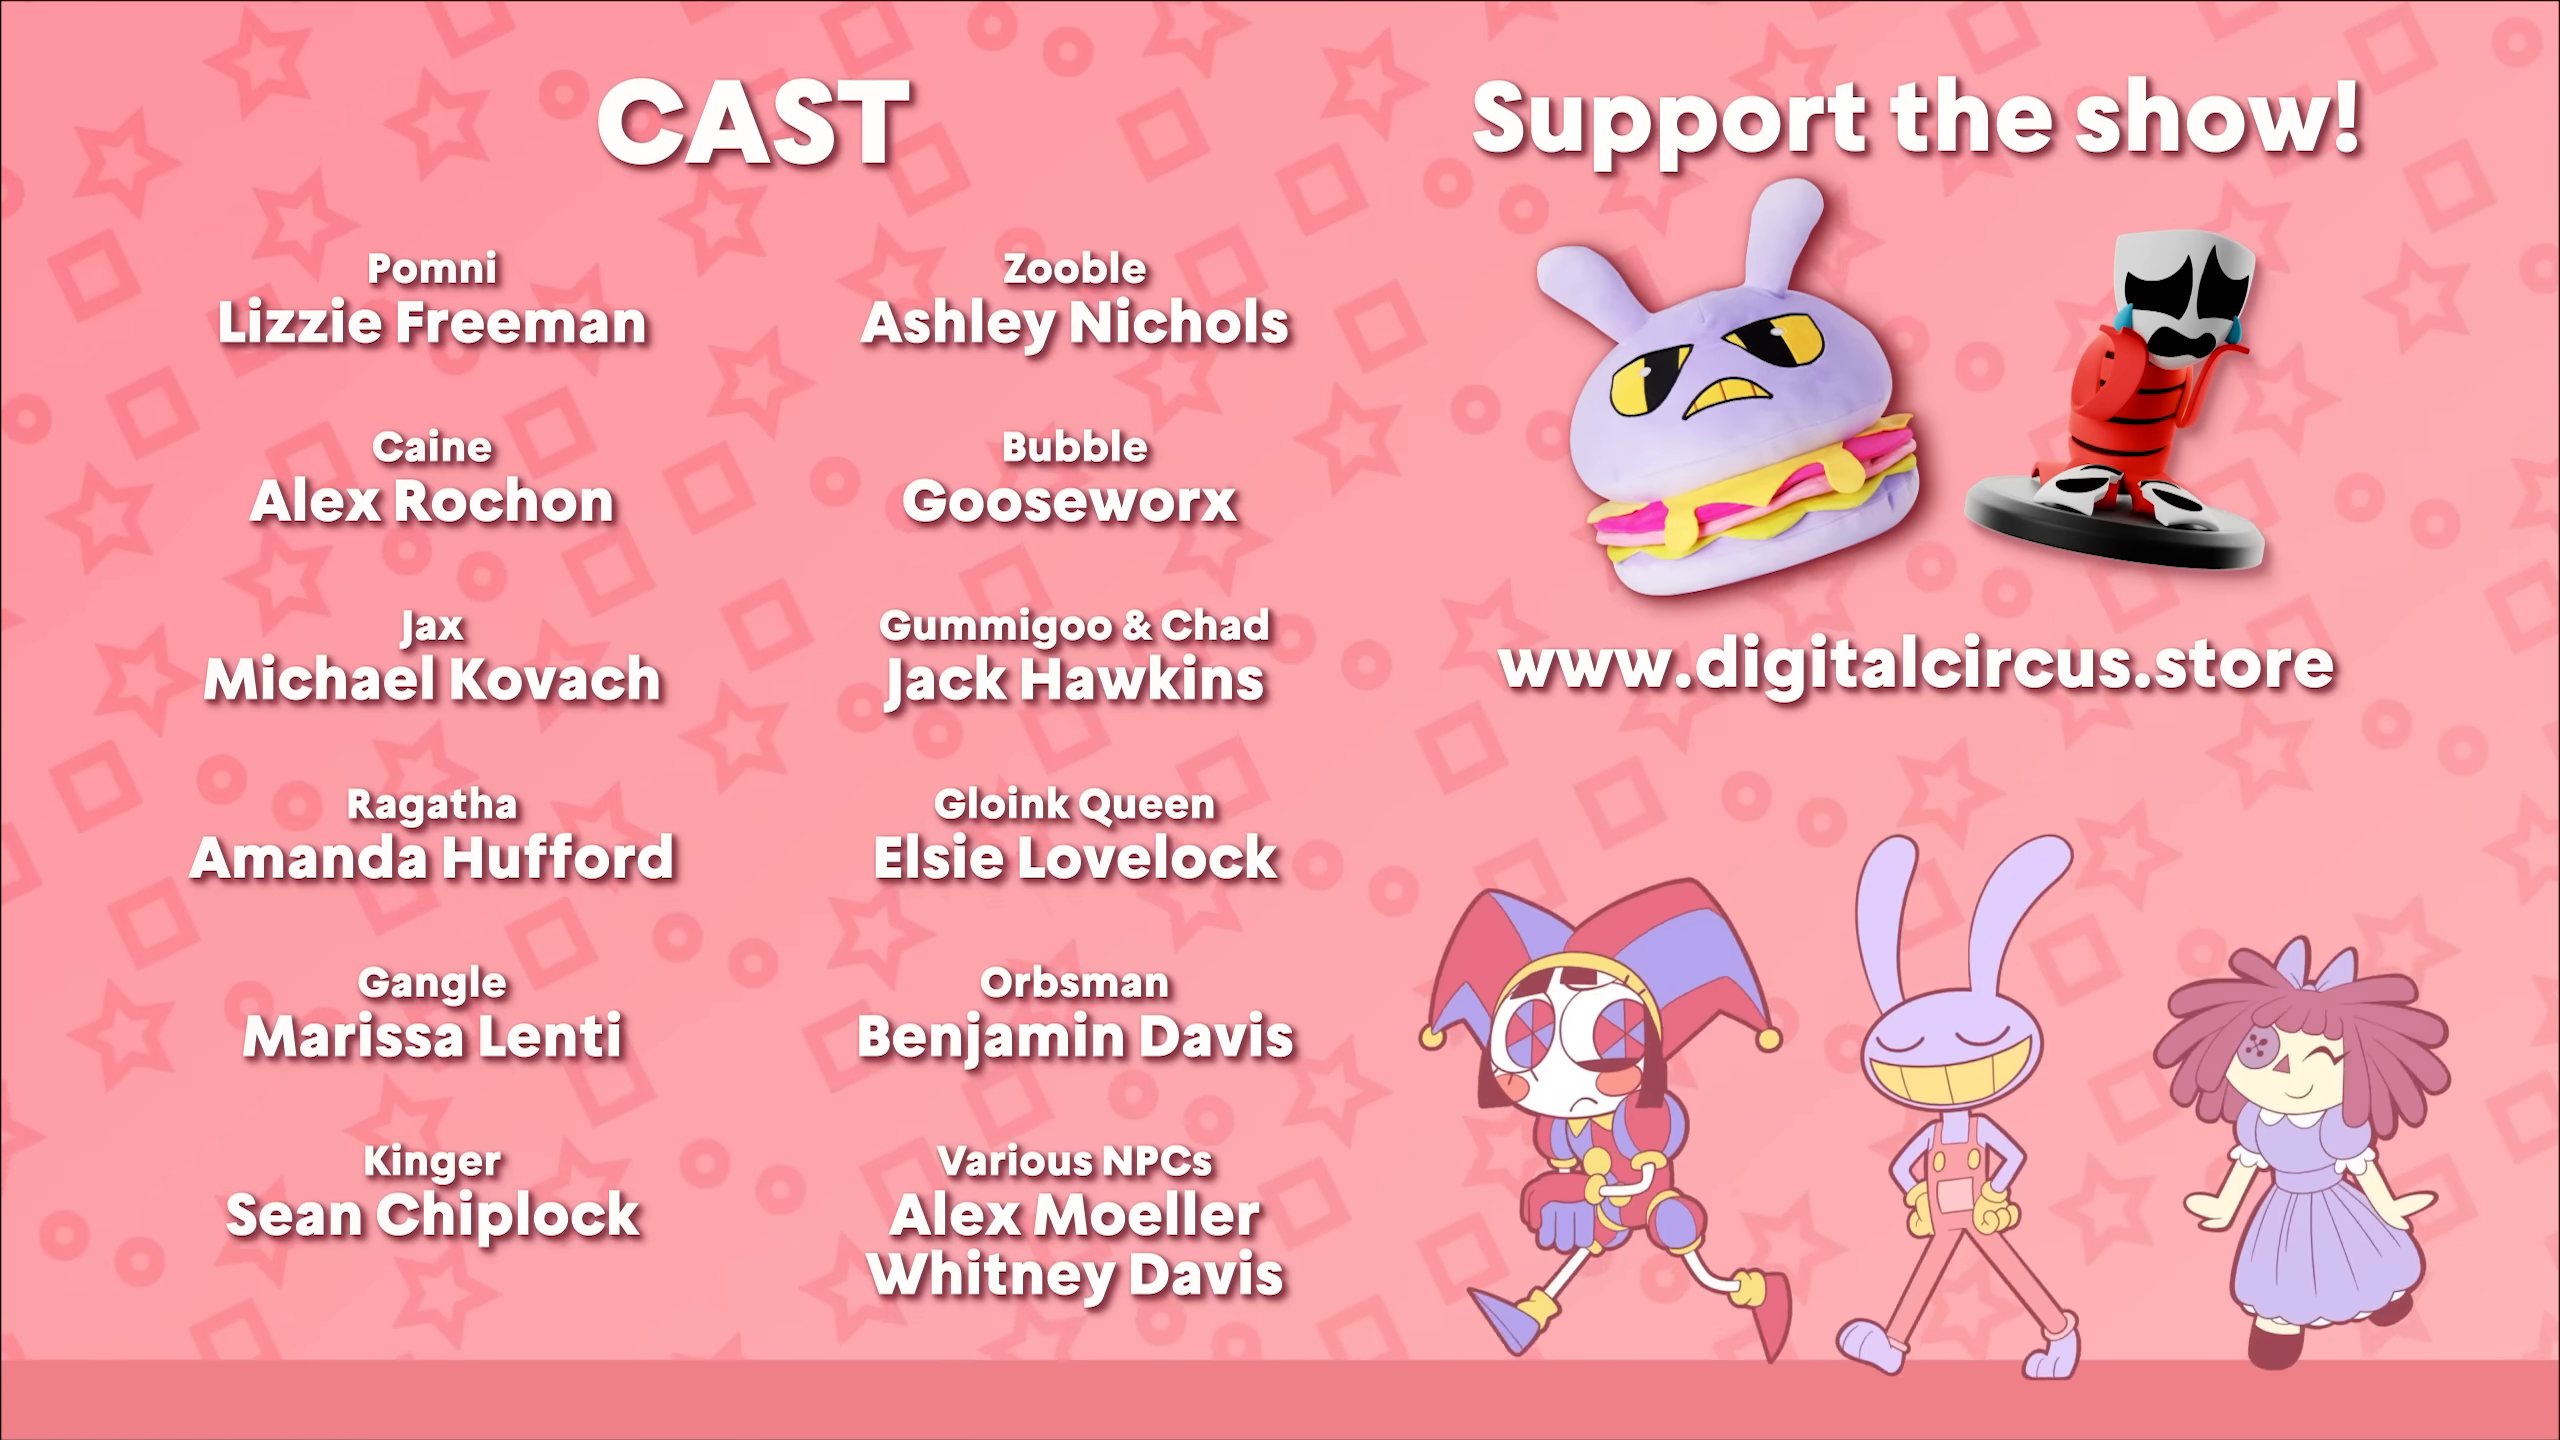 CAST
Pomni
Lizzie Freeman
Caine
Alex Rochon
Jax
Michael Kovach
Ragatha
Amanda Hufford
Gangle
Marissa Lenti
Kinger
Sean Chiplock
Zooble
Ashley Nichols
Bubble
Gooseworx
Gummigoo & Chad
Jack Hawkins
Gloink Queen
Elsie Lovelock
Orbsman
Benjamin Davis
Various NPCs
Alex Moeller
Whitney Davis
Support the show!
www.digitalcircus.store